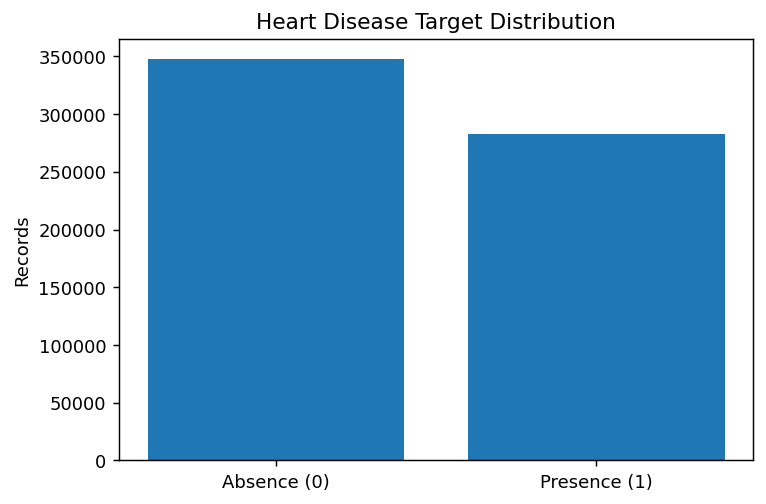 Heart Disease Target Distribution
Records
350000
300000
250000
200000
150000
100000
50000
0
Absence (0)
Presence (1)